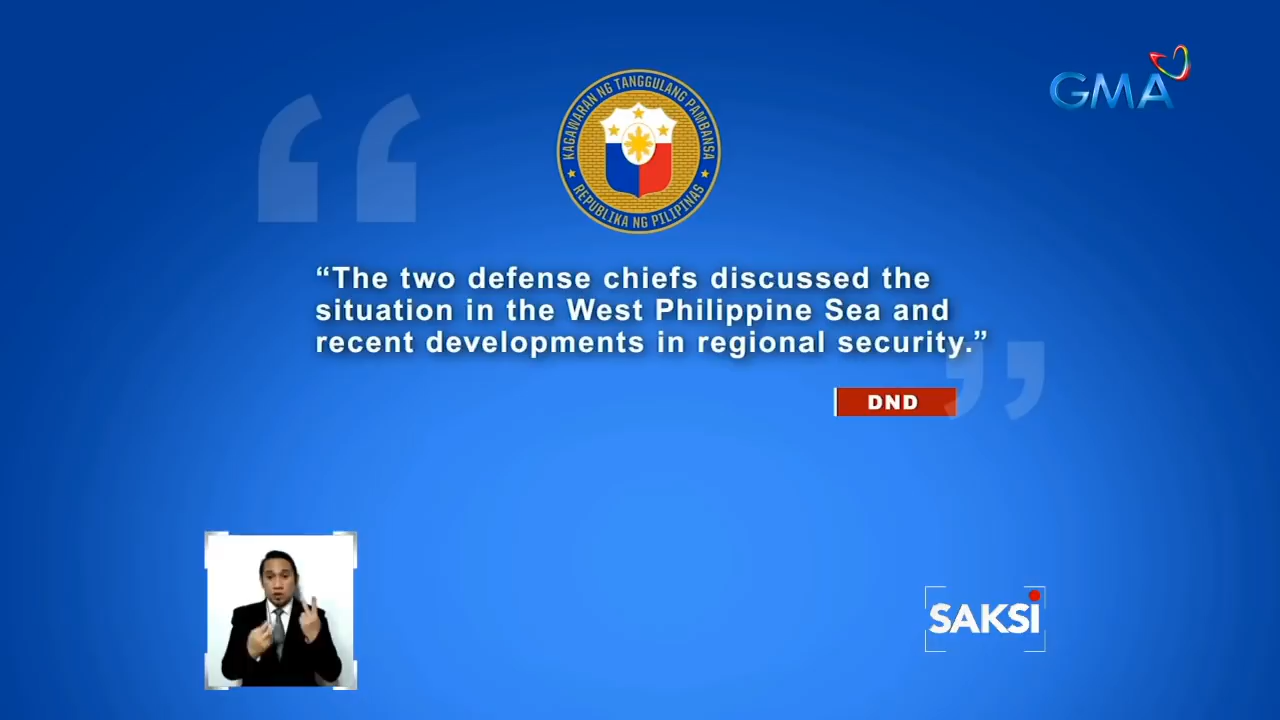 GMA
KAGAWARAN NG TANGGULANG PAMBANSA
REPUBLIKA NG PILIPINAS
“The two defense chiefs discussed the
situation in the West Philippine Sea and
recent developments in regional security.”
DND
SAKSI